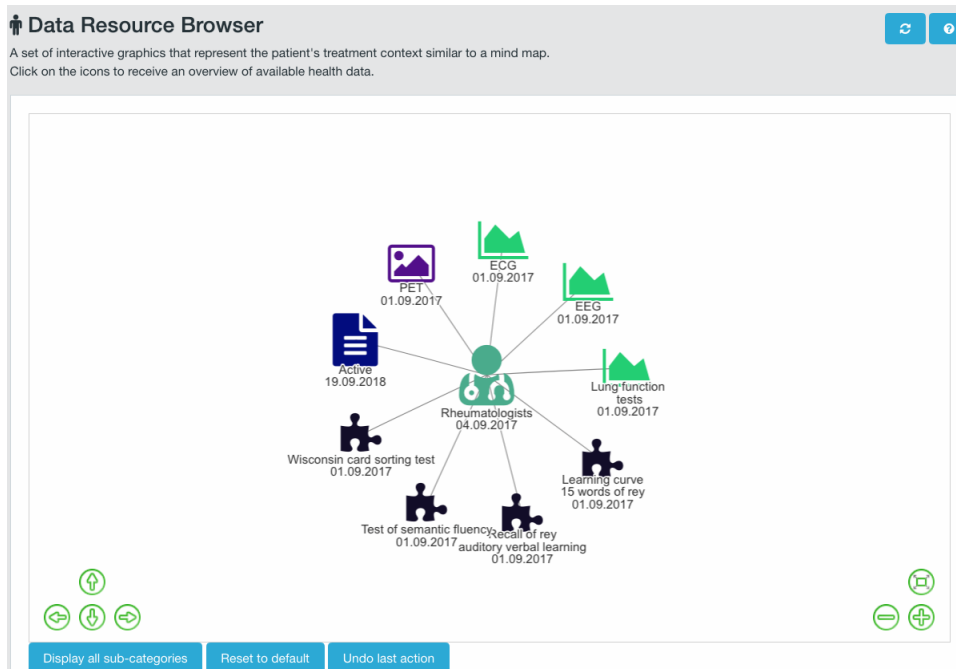 Data Resource Browser
A set of interactive graphics that represent the patient's treatment context similar to a mind map.
Click on the icons to receive an overview of available health data.
ECG
01.09.2017
PET
01.09.2017
EEG
01.09.2017
Active
19.09.2018
Lung function
tests
01.09.2017
Rheumatologists
04.09.2017
Wisconsin card sorting test
01.09.2017
Learning curve
15 words of rey
01.09.2017
Test of semantic fluency
01.09.2017
Recall of rey
auditory verbal learning
01.09.2017
Display all sub-categories
Reset to default
Undo last action